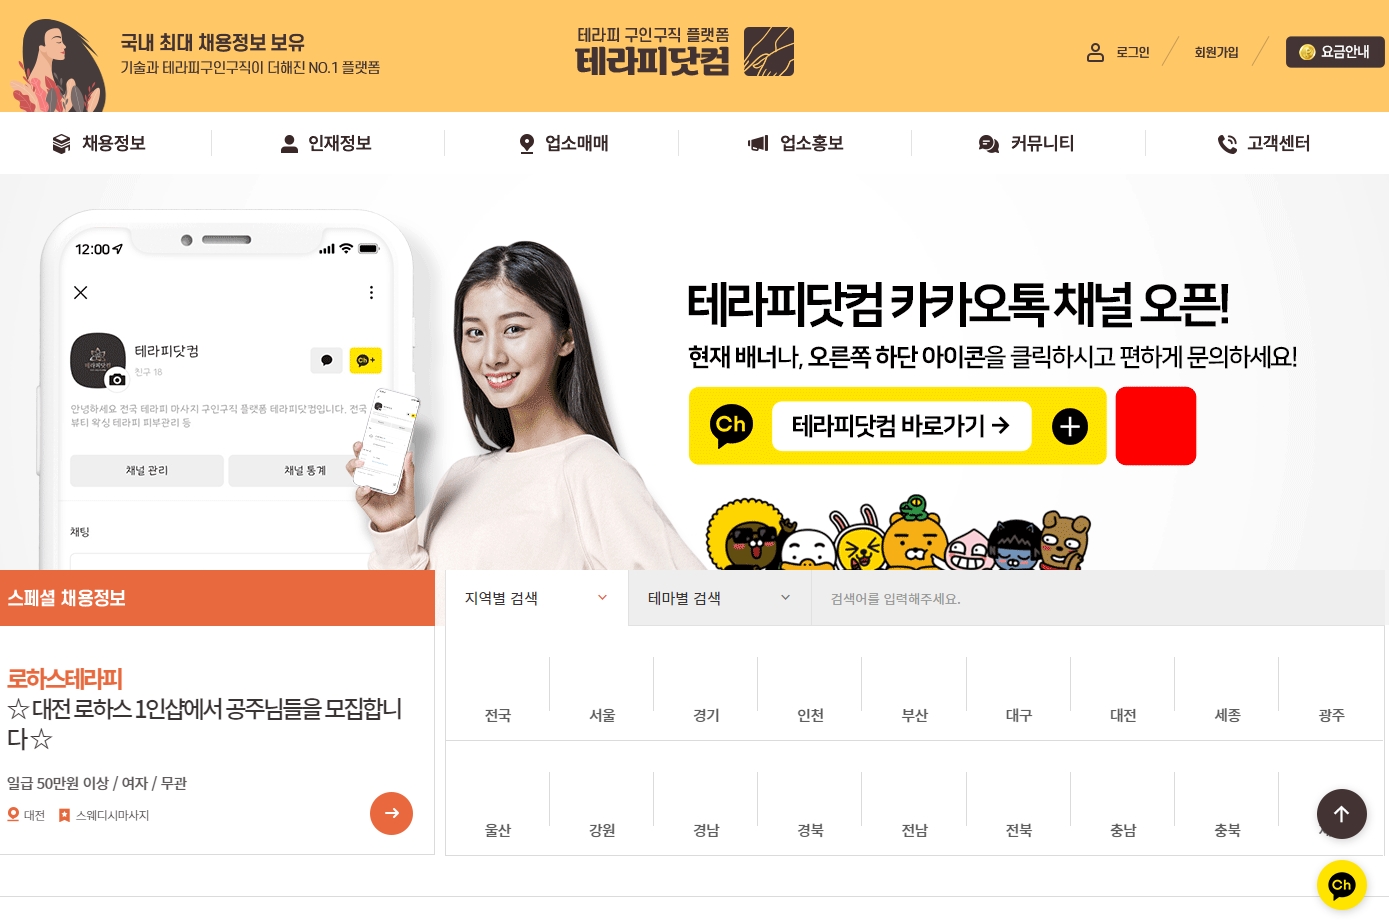 국내 최대 채용정보 보유
기술과 테라피구인구직이 더해진 NO.1 플랫폼
테라피 구인구직 플랫폼
테라피닷컴
로그인
회원가입
요금안내
채용정보
인재정보
업소매매
업소홍보
커뮤니티
고객센터
12:00
테라피닷컴
친구 18
Ch+
안녕하세요 전국 테라피 마사지 구인구직 플랫폼 테라피닷컴입니다. 전국
뷰티 왁싱 테라피 피부관리 등
채널 관리
채널 통계
채팅
테라피닷컴 카카오톡 채널 오픈!
현재 배너나, 오른쪽 하단 아이콘을 클릭하시고 편하게 문의하세요!
Ch
테라피닷컴 바로가기
스페셜 채용정보
지역별 검색
테마별 검색
검색어를 입력해주세요.
로하스테라피
☆대전 로하스 1인샵에서 공주님들을 모집합니
다☆
일급 50만원 이상 / 여자 / 무관
대전
스웨디시마사지
전국
서울
경기
인천
부산
대구
대전
세종
광주
울산
강원
경남
경북
전남
전북
충남
충북
Ch